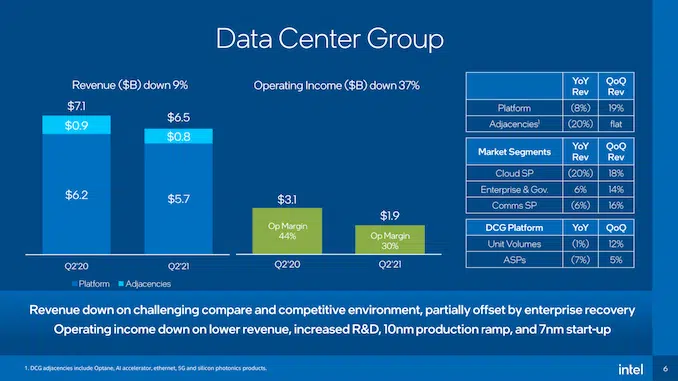 Data Center Group
Revenue ($B) down 9%
$7.1
$0.9
$6.2
Q2'20
$6.5
$0.8
$5.7
Q2'21
Platform
Adjacencies
Operating Income ($B) down 37%
$3.1
Op Margin
44%
Q2'20
$1.9
Op Margin
30%
Q2'21
YoY Rev QoQ Rev
Platform (8%) 19%
Adjacencies¹ (20%) flat
Market Segments YoY Rev QoQ Rev
Cloud SP (20%) 18%
Enterprise & Gov. 6% 14%
Comms SP (6%) 16%
DCG Platform YoY QoQ
Unit Volumes (1%) 12%
ASPs (7%) 5%
Revenue down on challenging compare and competitive environment, partially offset by enterprise recovery
Operating income down on lower revenue, increased R&D, 10nm production ramp, and 7nm start-up
1. DCG adjacencies include Optane, AI accelerator, ethernet, 5G and silicon photonics products.
intel
6